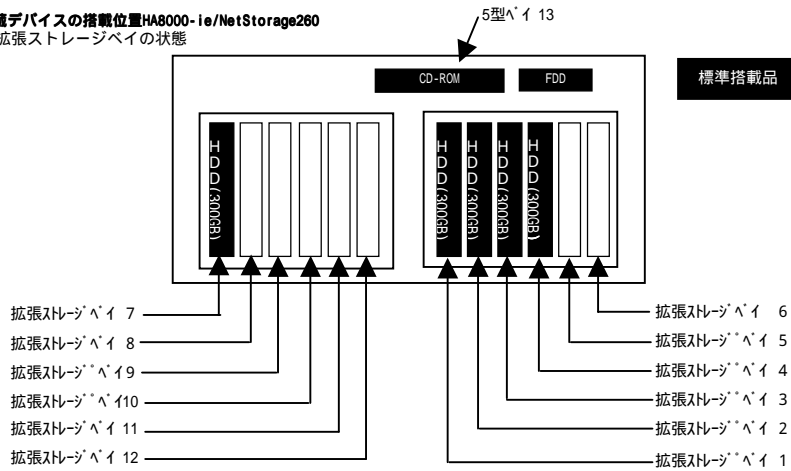 蔵デバイスの搭載位置HA8000-ie/NetStorage260
拡張ストレージベイの状態
5型ﾍﾞｲ 13
CD-ROM
FDD
標準搭載品
HDD(300GB)
HDD(300GB)
HDD(300GB)
HDD(300GB)
HDD(300GB)
拡張ｽﾄﾚｰｼﾞﾍﾞｲ 7
拡張ｽﾄﾚｰｼﾞﾍﾞｲ 8
拡張ｽﾄﾚｰｼﾞﾞﾍﾞｲ9
拡張ｽﾄﾚｰｼﾞﾞﾍﾞｲ10
拡張ｽﾄﾚｰｼﾞﾍﾞｲ 11
拡張ｽﾄﾚｰｼﾞﾍﾞｲ 12
拡張ｽﾄﾚｰｼﾞﾍﾞｲ 6
拡張ｽﾄﾚｰｼﾞﾞﾍﾞｲ 5
拡張ｽﾄﾚｰｼﾞﾞﾍﾞｲ 4
拡張ｽﾄﾚｰｼﾞﾞﾍﾞｲ 3
拡張ｽﾄﾚｰｼﾞﾞﾍﾞｲ 2
拡張ｽﾄﾚｰｼﾞﾞﾍﾞｲ 1